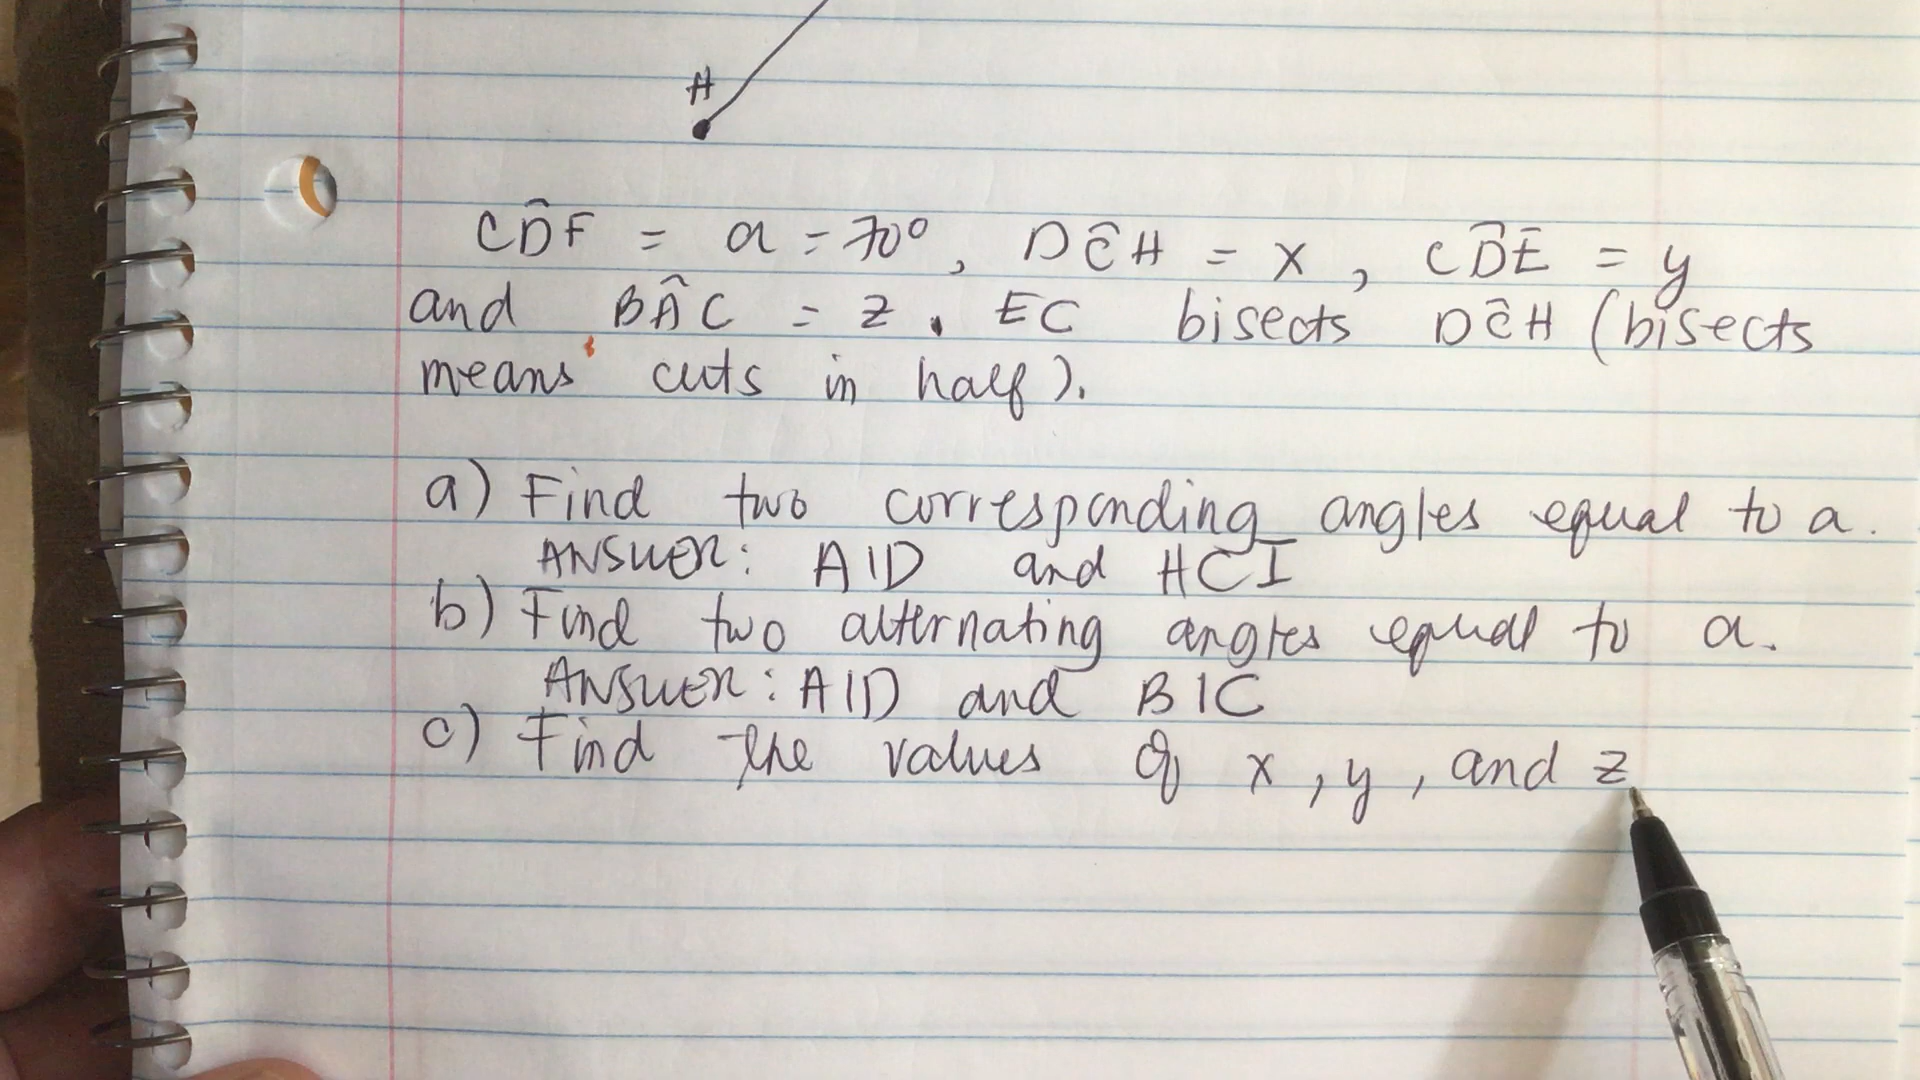 H
CD̂F = a = 70°, DĈH = x, CD̂E = y
and BÂC = z. EC bisects DĈH (bisects
means cuts in half).
a) Find two corresponding angles equal to a.
ANSWER: AID and HCI
b) Find two alternating angles equal to a.
ANSWER: AID and BIC
c) Find the values of x, y, and z